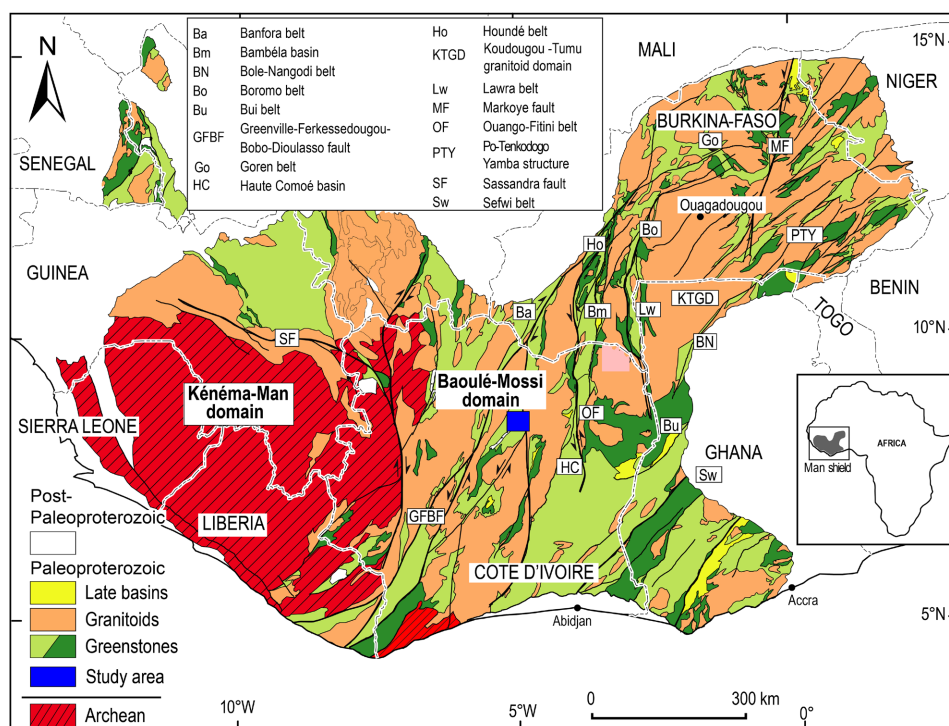 Ba Banfora belt
Bm Bambéla basin
BN Bole-Nangodi belt
Bo Boromo belt
Bu Bui belt
GFBF Greenville-Ferkessedougou-
Bobo-Dioulasso fault
Go Goren belt
HC Haute Comoé basin
Ho Houndé belt
KTGD Koudougou -Tumu
granitoid domain
Lw Lawra belt
MF Markoye fault
OF Ouango-Fitini belt
PTY Po-Tenkodogo
Yamba structure
SF Sassandra fault
Sw Sefwi belt
N
MALI
15°N
NIGER
BURKINA-FASO
Go
MF
SENEGAL
Ouagadougou
Bo
PTY
Ho
GUINEA
BENIN
KTGD
TOGO
Ba
Bm
Lw
10°N
SF
BN
Kénéma-Man
domain
Baoulé-Mossi
domain
OF
Bu
SIERRA LEONE
AFRICA
Man shield
GHANA
HC
Sw
LIBERIA
GFBF
COTE D'IVOIRE
Abidjan
Accra
5°N
Post-
Paleoproterozoic
Paleoproterozoic
Late basins
Granitoids
Greenstones
Study area
Archean
10°W
5°W
0°
0 300 km